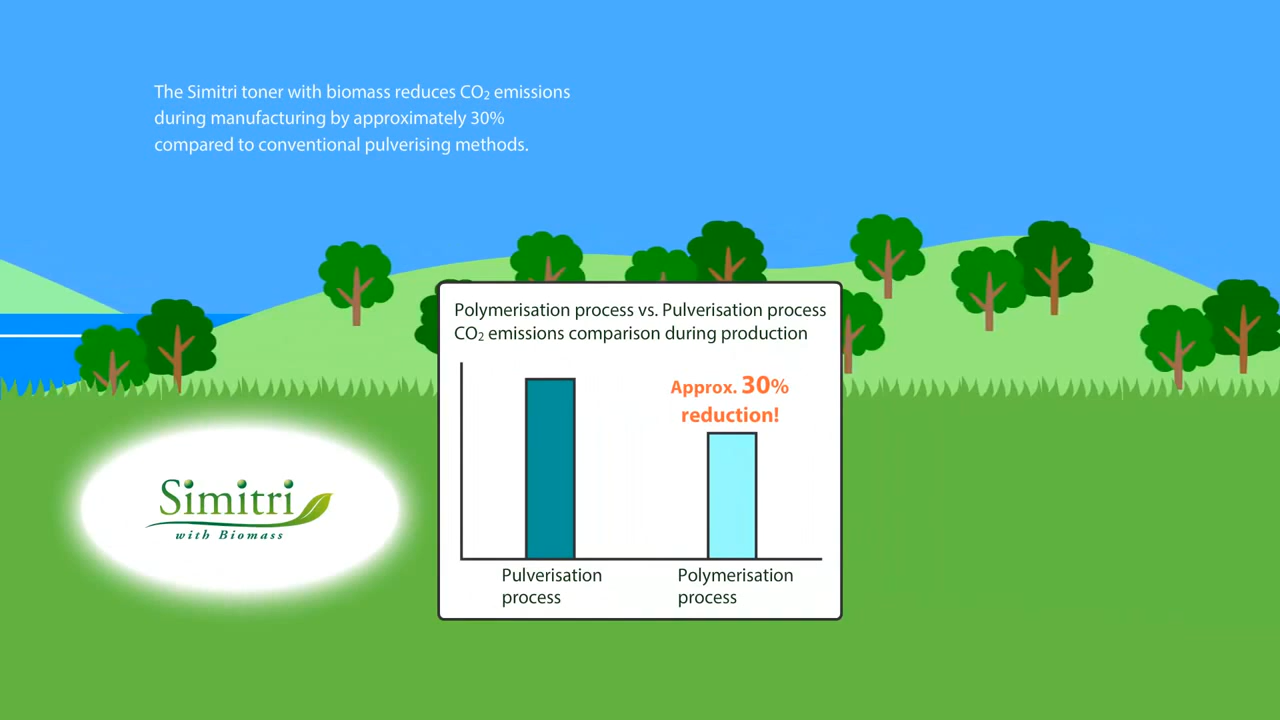 The Simitri toner with biomass reduces CO₂ emissions
during manufacturing by approximately 30%
compared to conventional pulverising methods.
Polymerisation process vs. Pulverisation process
CO₂ emissions comparison during production
Approx. 30%
reduction!
Pulverisation
process
Polymerisation
process
Simitri
with Biomass